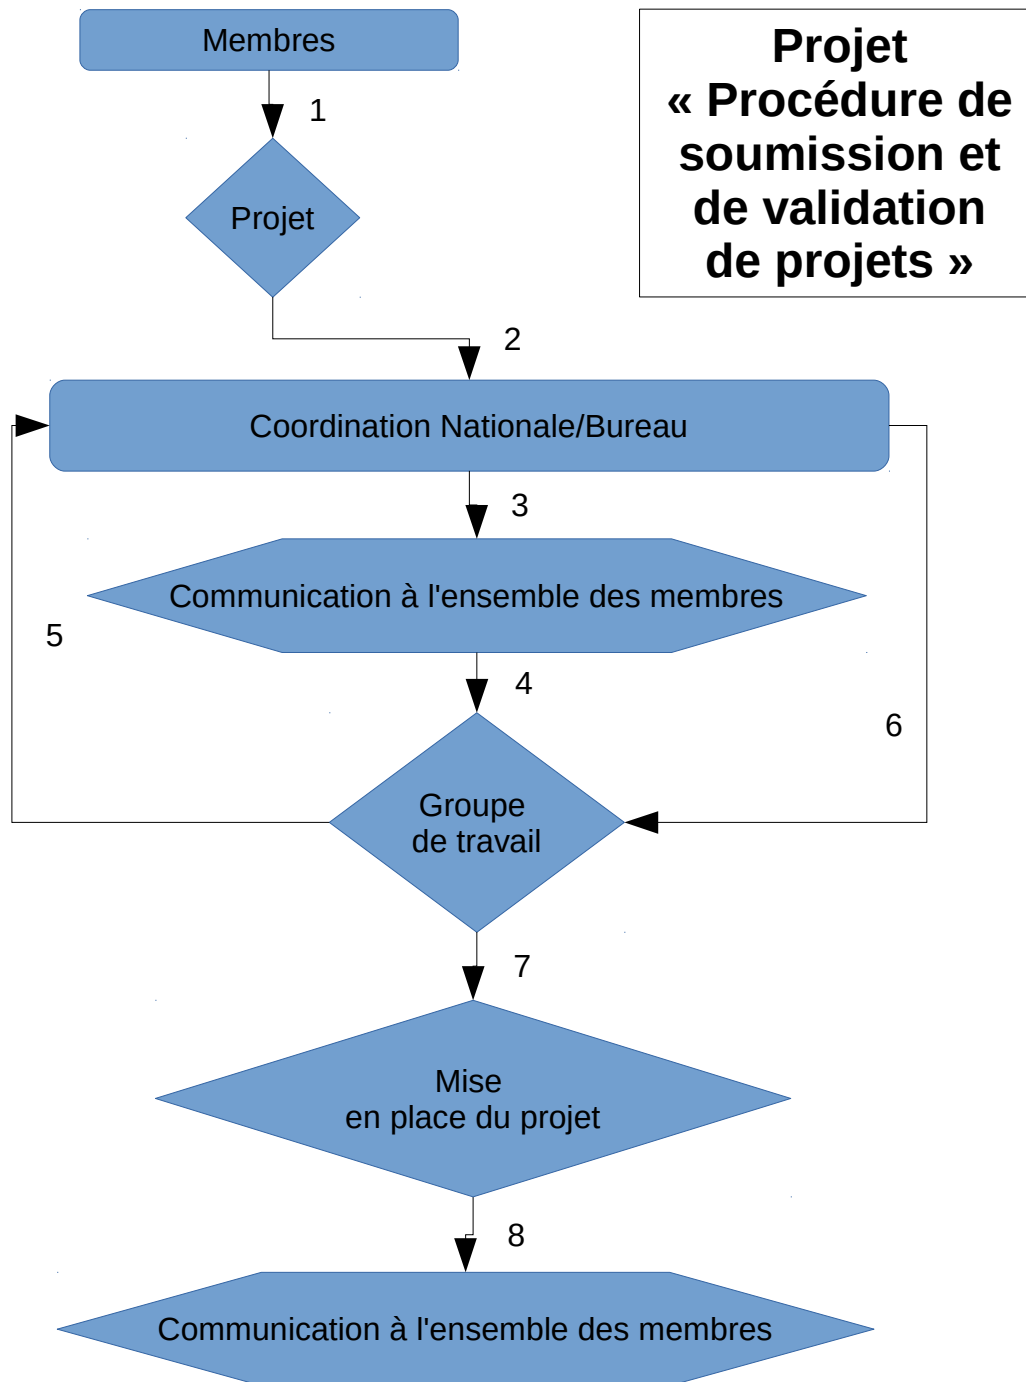 Membres
Projet
« Procédure de
soumission et
de validation
de projets »
1
Projet
2
Coordination Nationale/Bureau
3
Communication à l'ensemble des membres
5
4
6
Groupe
de travail
7
Mise
en place du projet
8
Communication à l'ensemble des membres